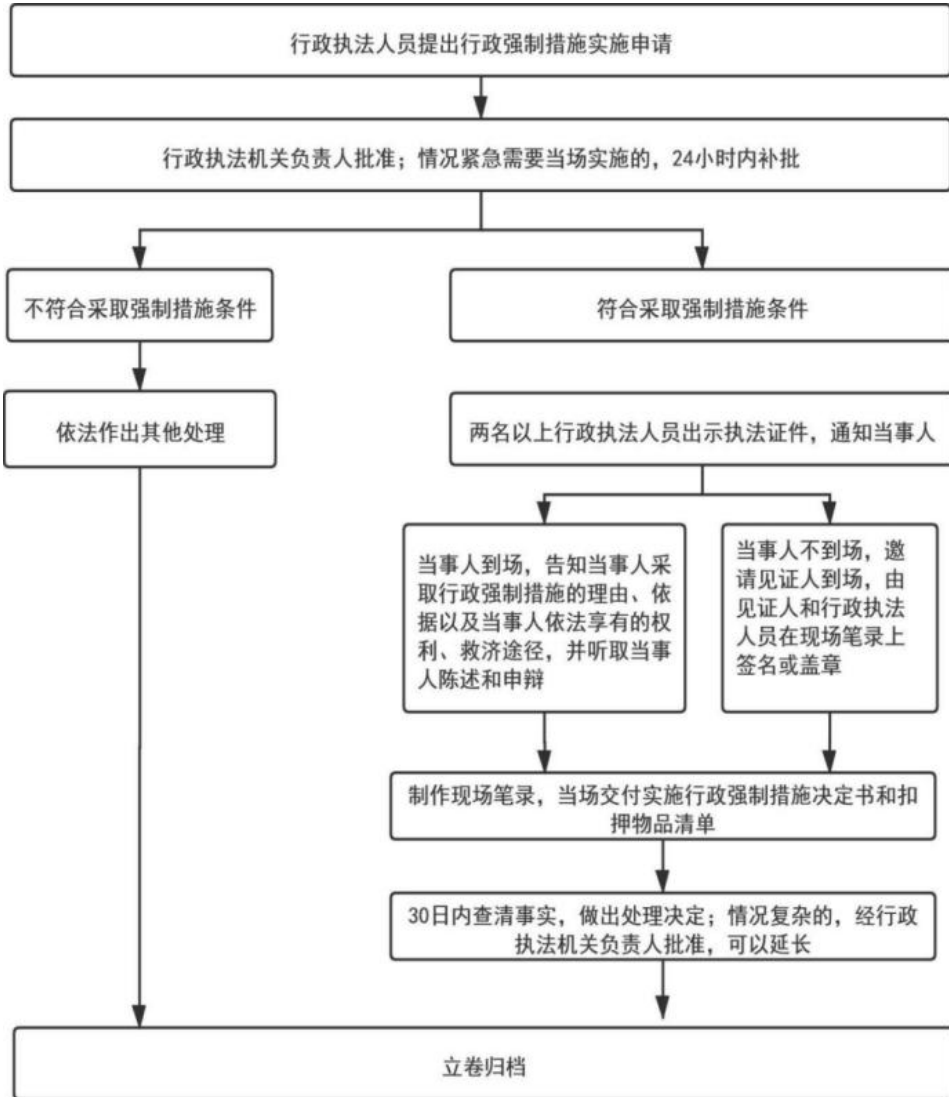 行政执法人员提出行政强制措施实施申请
行政执法机关负责人批准；情况紧急需要当场实施的，24小时内补批
不符合采取强制措施条件
符合采取强制措施条件
依法作出其他处理
两名以上行政执法人员出示执法证件，通知当事人
当事人到场，告知当事人采
取行政强制措施的理由、依
据以及当事人依法享有的权
利、救济途径，并听取当事
人陈述和申辩
当事人不到场，邀
请见证人到场，由
见证人和行政执法
人员在现场笔录上
签名或盖章
制作现场笔录，当场交付实施行政强制措施决定书和扣
押物品清单
30日内查清事实，做出处理决定；情况复杂的，经行政
执法机关负责人批准，可以延长
立卷归档